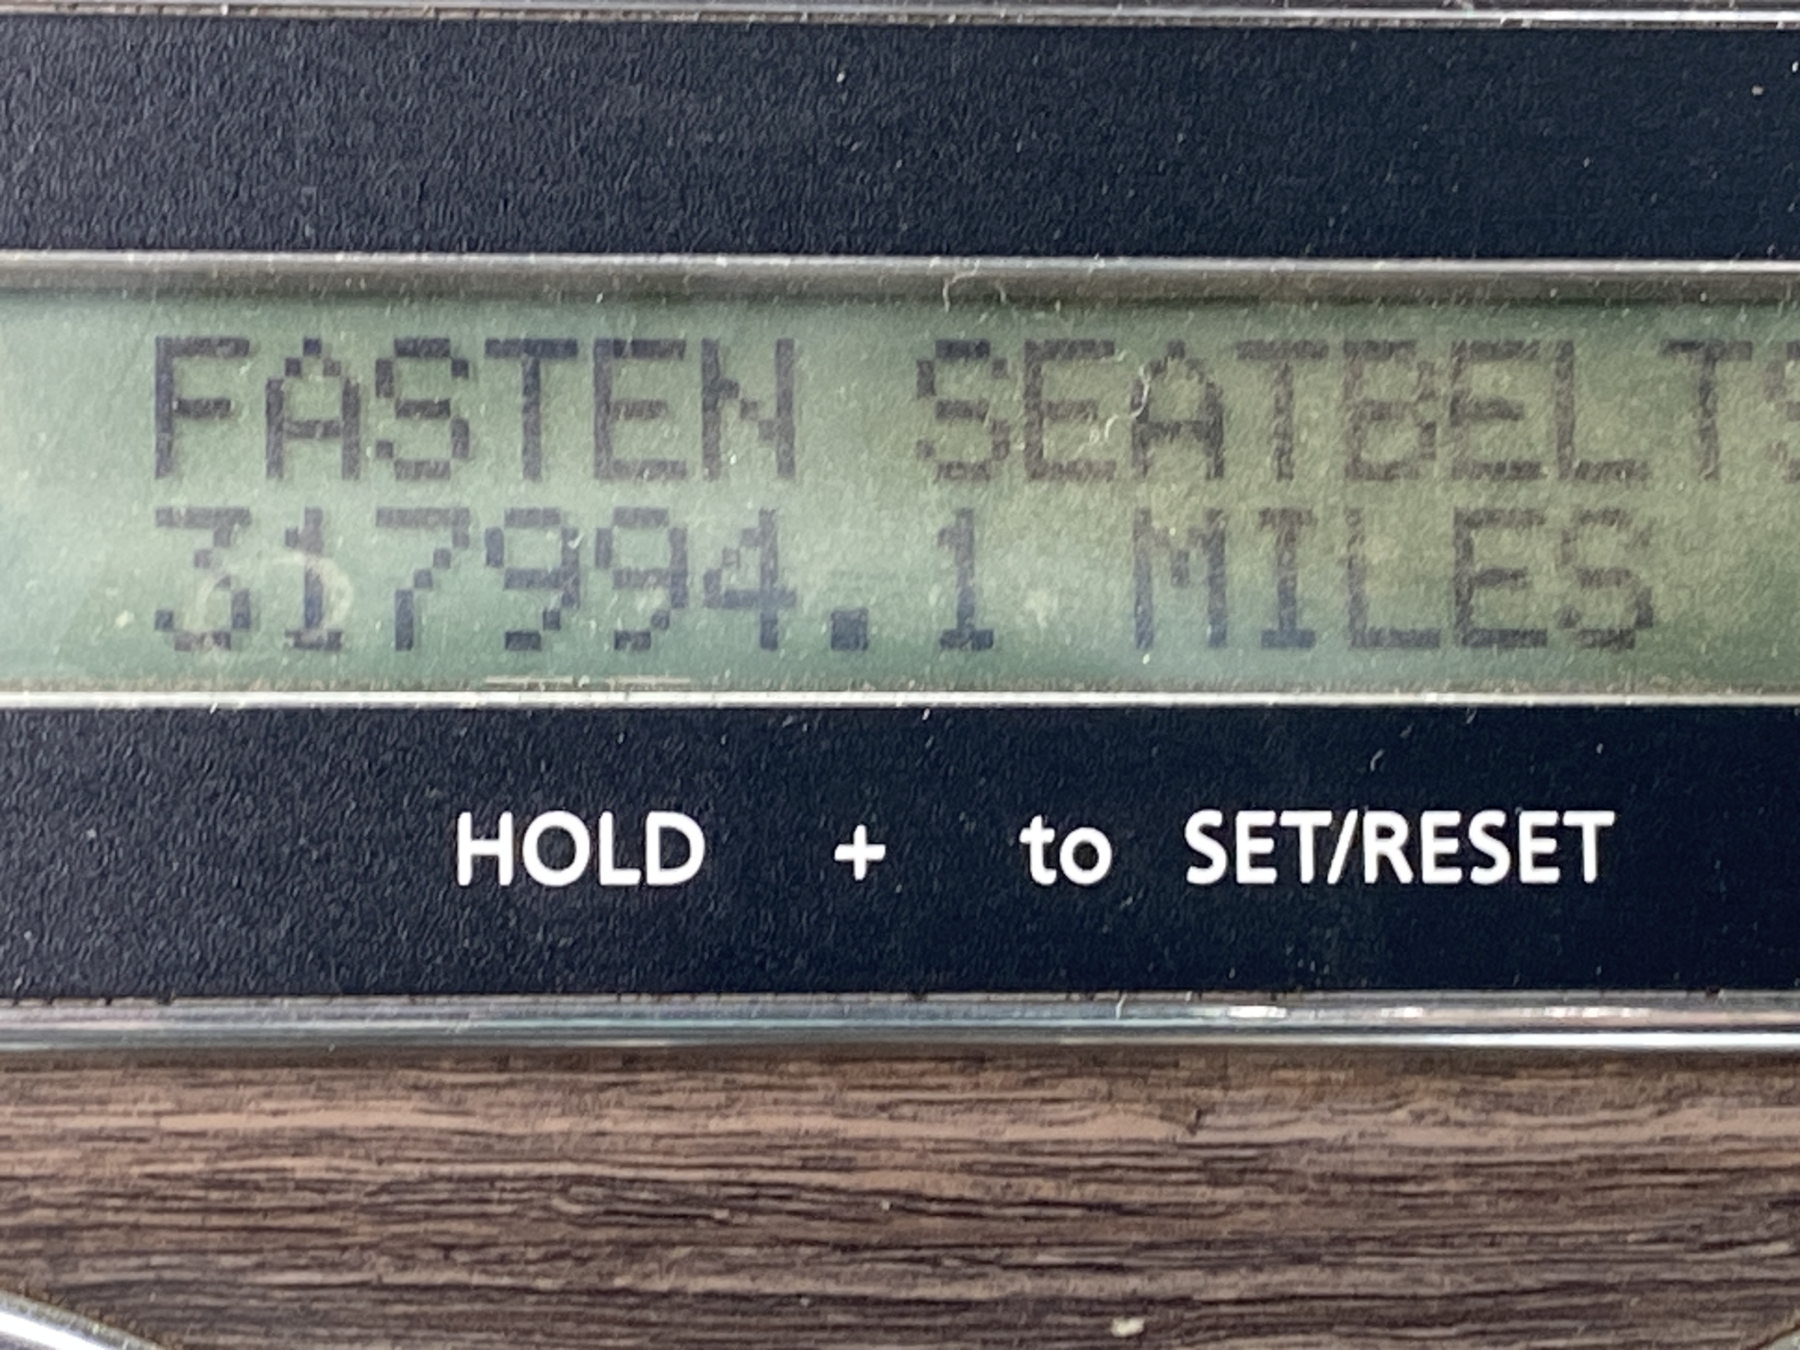 FASTEN SEATBELTS
317994.1 MILES
HOLD + to SET/RESET